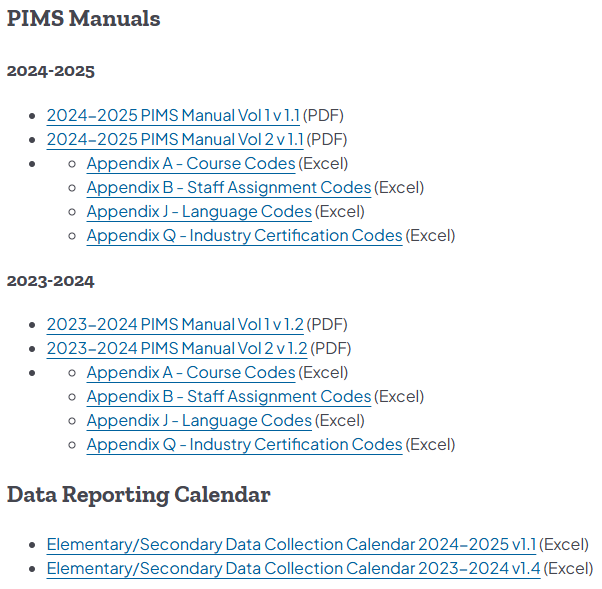 PIMS Manuals
2024-2025
2024-2025 PIMS Manual Vol 1 v 1.1 (PDF)
2024-2025 PIMS Manual Vol 2 v 1.1 (PDF)
Appendix A - Course Codes (Excel)
Appendix B - Staff Assignment Codes (Excel)
Appendix J - Language Codes (Excel)
Appendix Q - Industry Certification Codes (Excel)
2023-2024
2023-2024 PIMS Manual Vol 1 v 1.2 (PDF)
2023-2024 PIMS Manual Vol 2 v 1.2 (PDF)
Appendix A - Course Codes (Excel)
Appendix B - Staff Assignment Codes (Excel)
Appendix J - Language Codes (Excel)
Appendix Q - Industry Certification Codes (Excel)
Data Reporting Calendar
Elementary/Secondary Data Collection Calendar 2024-2025 v1.1 (Excel)
Elementary/Secondary Data Collection Calendar 2023-2024 v1.4 (Excel)